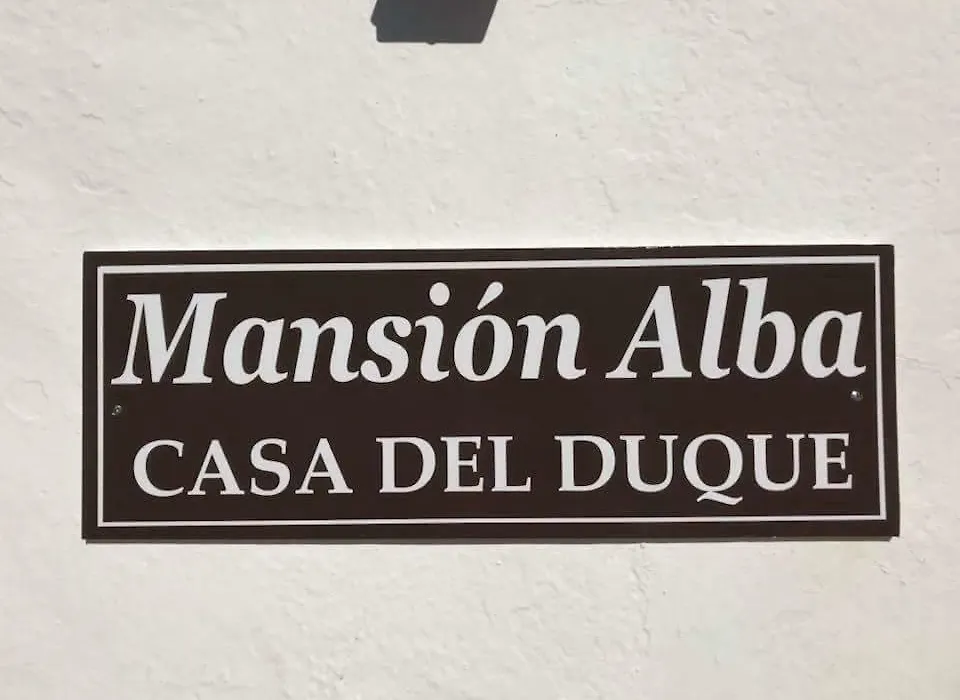 Mansión Alba
CASA DEL DUQUE